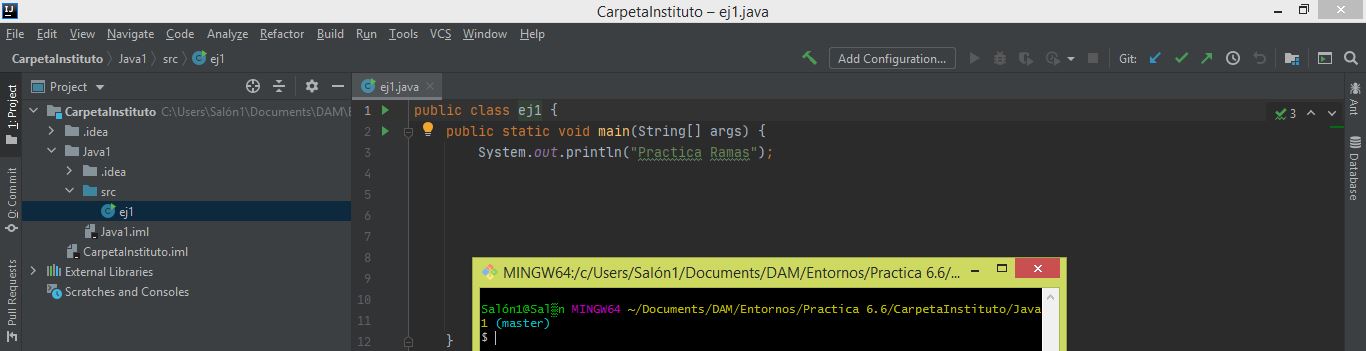 CarpetaInstituto – ej1.java
File Edit View Navigate Code Analyze Refactor Build Run Tools VCS Window Help
CarpetaInstituto Java1 src ej1
Add Configuration...
Git:
1: Project
Project
ej1.java
CarpetaInstituto C:\Users\Salón1\Documents\DAM\E
.idea
Java1
.idea
src
ej1
Java1.iml
CarpetaInstituto.iml
External Libraries
Scratches and Consoles
0: Commit
Pull Requests
1 public class ej1 {
2 public static void main(String[] args) {
3 System.out.println("Practica Ramas");
4
5
6
7
8
9
10
11
12 }
3
Ant
Database
MINGW64:/c/Users/Salón1/Documents/DAM/Entornos/Practica 6.6/...
Salón1@Sal▒n MINGW64 ~/Documents/DAM/Entornos/Practica 6.6/CarpetaInstituto/Java
1 (master)
$